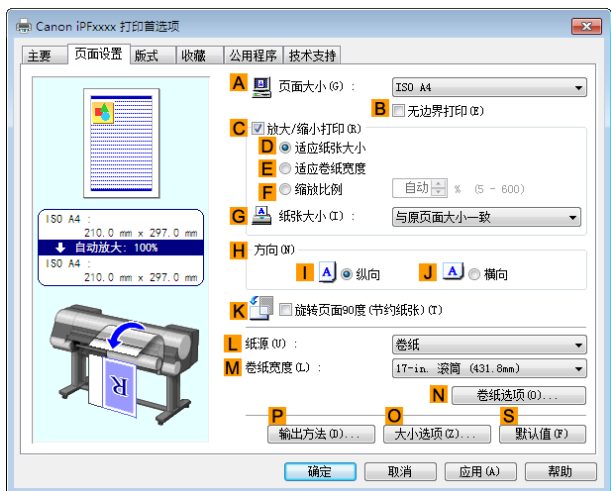 Canon iPFxxxx 打印首选项
主要 页面设置 版式 收藏 公用程序 技术支持
A 页面大小(G) : ISO A4
B 无边界打印(E)
C 放大/缩小打印(R)
D 适应纸张大小
E 适应卷纸宽度
F 缩放比例 自动 % (5 - 600)
G 纸张大小(I) : 与原页面大小一致
ISO A4 :
210.0 mm x 297.0 mm
自动放大: 100%
ISO A4 :
210.0 mm x 297.0 mm
H 方向(N)
I A 纵向 J A 横向
K 旋转页面90度(节约纸张)(T)
L 纸源(U) : 卷纸
M 卷纸宽度(L) : 17-in. 滚筒 (431.8mm)
R
N 卷纸选项(O)...
P O S
输出方法(D)... 大小选项(Z)... 默认值(F)
确定 取消 应用(A) 帮助